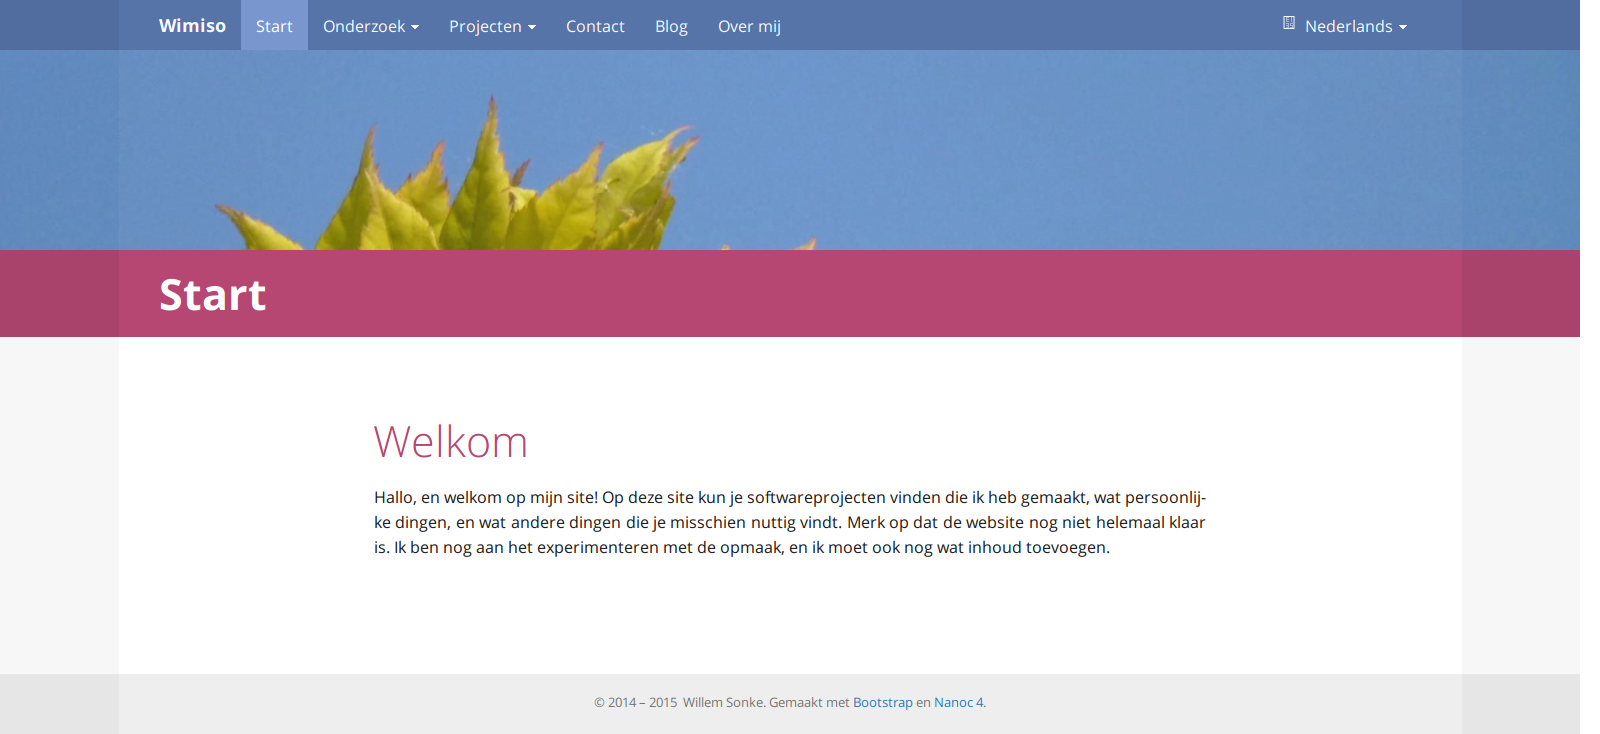 Wimiso Start Onderzoek Projecten Contact Blog Over mij Nederlands
Start
Welkom
Hallo, en welkom op mijn site! Op deze site kun je softwareprojecten vinden die ik heb gemaakt, wat persoonlij-
ke dingen, en wat andere dingen die je misschien nuttig vindt. Merk op dat de website nog niet helemaal klaar
is. Ik ben nog aan het experimenteren met de opmaak, en ik moet ook nog wat inhoud toevoegen.
© 2014 – 2015 Willem Sonke. Gemaakt met Bootstrap en Nanoc 4.